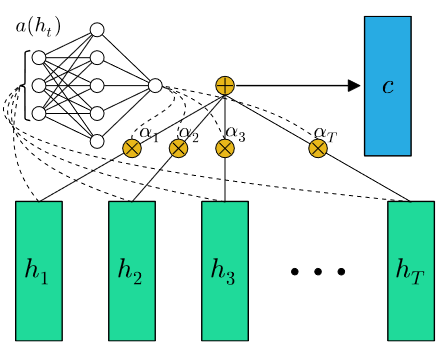 a(h_t)
α_1 α_2 α_3 α_T
c
h_1 h_2 h_3 • • • h_T